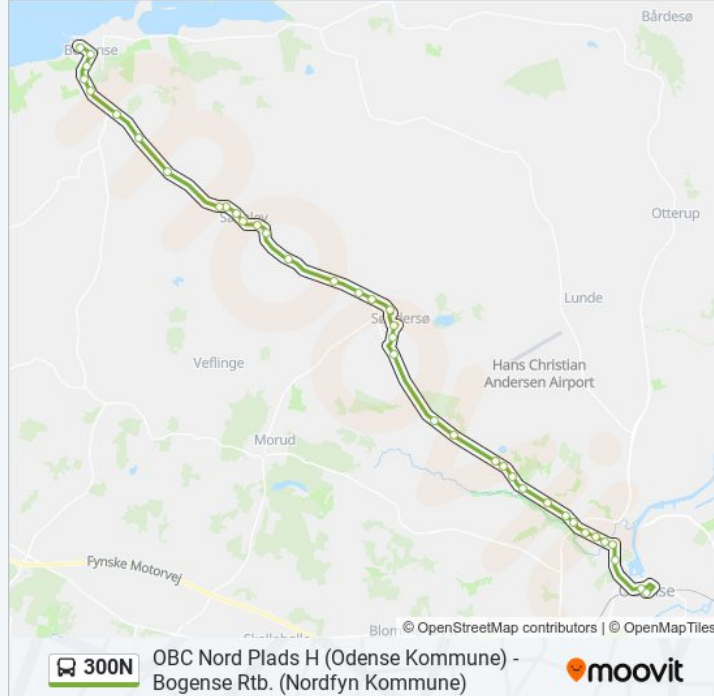 Bårdesø
Otterup
Lunde
Hans Christian
Andersen Airport
Veflinge
Morud
Fynske Motorvej
© OpenStreetMap contributors | © OpenMapTiles
300N
OBC Nord Plads H (Odense Kommune) -
Bogense Rtb. (Nordfyn Kommune)
moovit